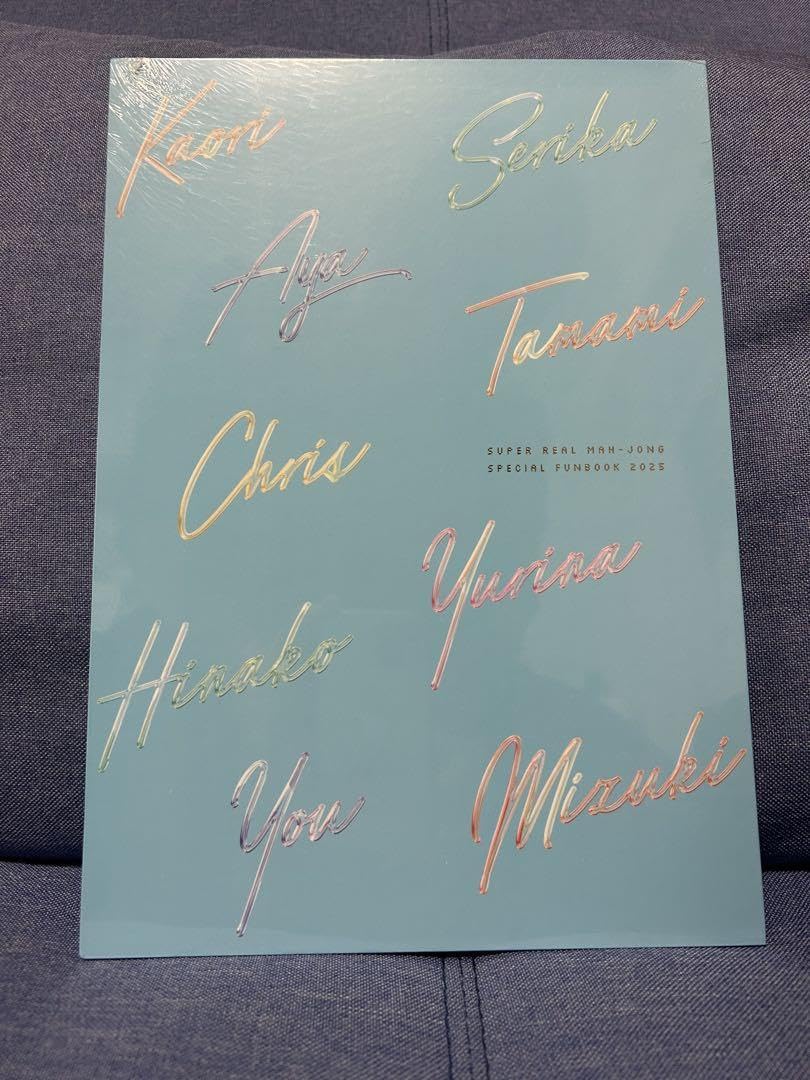 Kaori
Serika
Aya
Tamami
Chris
SUPER REAL MAH-JONG
SPECIAL FUNBOOK 2025
Yurina
Hinako
You
Mizuki